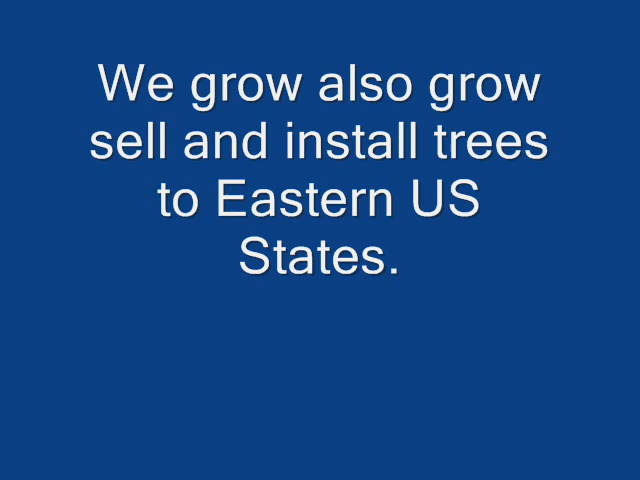 We grow also grow
sell and install trees
to Eastern US
States.